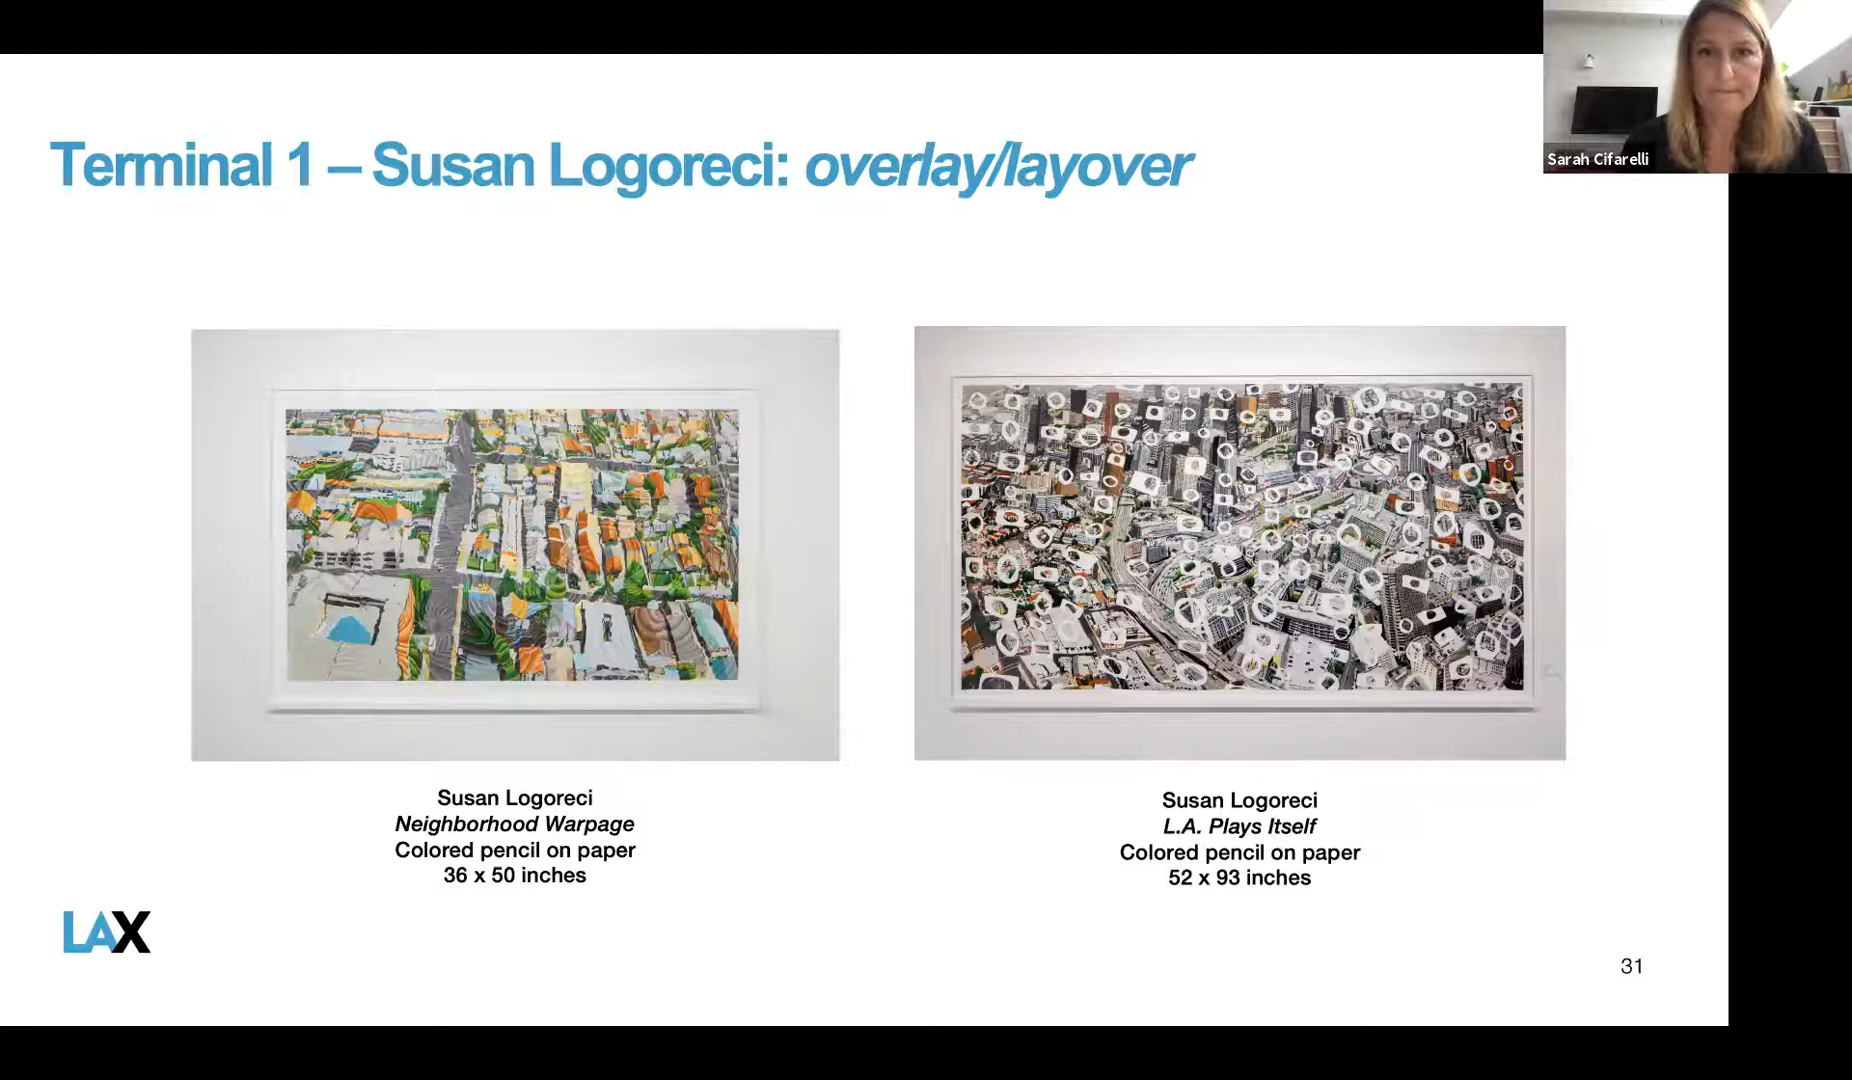 Sarah Cifarelli
Terminal 1 – Susan Logoreci: overlay/layover
Susan Logoreci
Neighborhood Warpage
Colored pencil on paper
36 x 50 inches
Susan Logoreci
L.A. Plays Itself
Colored pencil on paper
52 x 93 inches
LAX
31